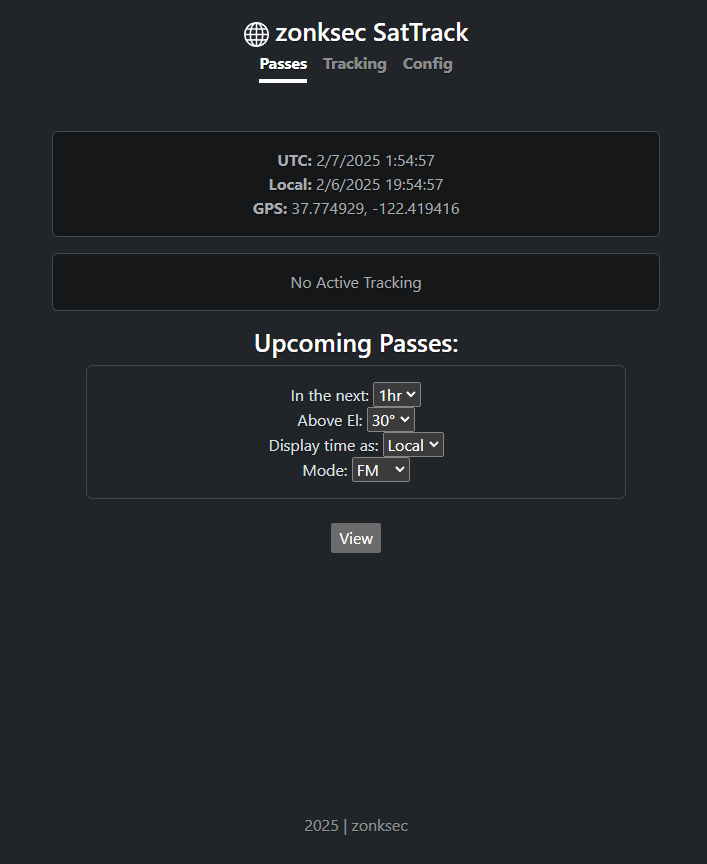 zonksec SatTrack
Passes Tracking Config
UTC: 2/7/2025 1:54:57
Local: 2/6/2025 19:54:57
GPS: 37.774929, -122.419416
No Active Tracking
Upcoming Passes:
In the next: 1hr
Above El: 30°
Display time as: Local
Mode: FM
View
2025 | zonksec